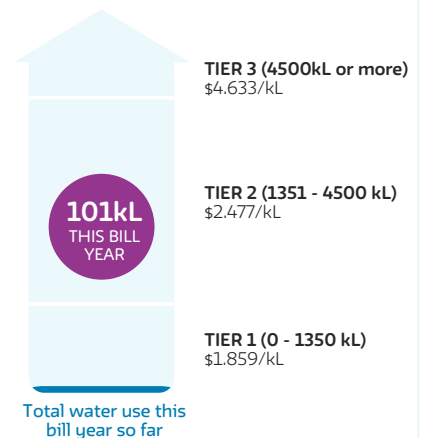 TIER 3 (4500kL or more)
$4.633/kL
TIER 2 (1351 - 4500 kL)
$2.477/kL
101kL
THIS BILL
YEAR
TIER 1 (0 - 1350 kL)
$1.859/kL
Total water use this
bill year so far